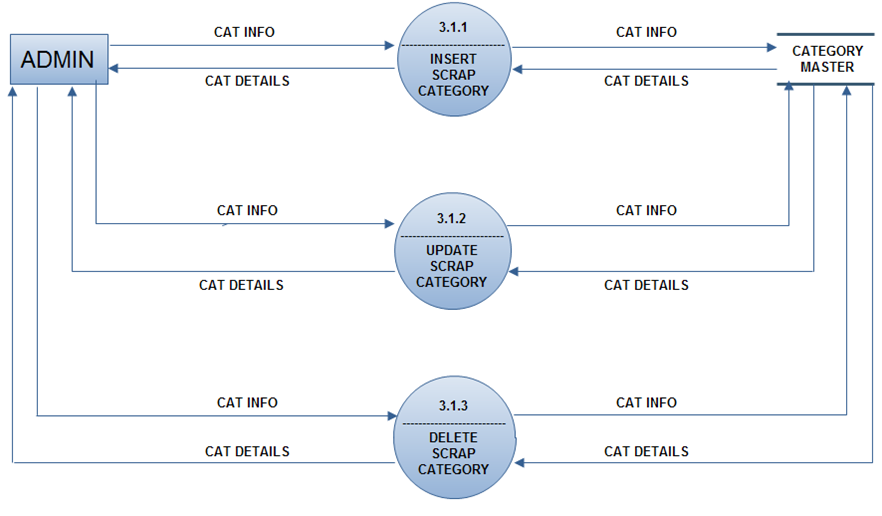 CAT INFO
3.1.1
CAT INFO
ADMIN
INSERT
SCRAP
CATEGORY
CATEGORY
MASTER
CAT DETAILS
CAT DETAILS
CAT INFO
3.1.2
CAT INFO
UPDATE
SCRAP
CATEGORY
CAT DETAILS
CAT DETAILS
CAT INFO
3.1.3
CAT INFO
DELETE
SCRAP
CATEGORY
CAT DETAILS
CAT DETAILS